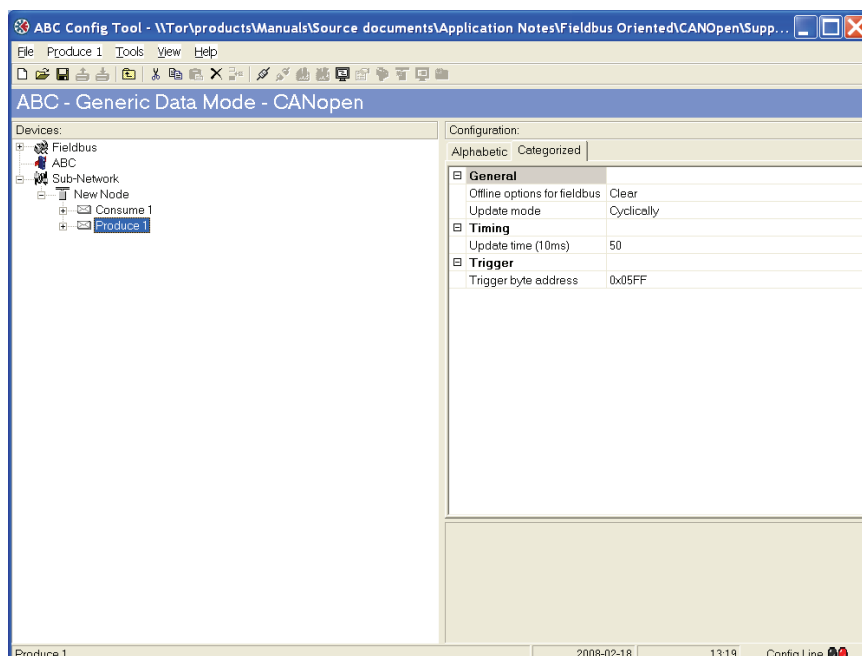 ABC Config Tool - \\Tor\products\Manuals\Source documents\Application Notes\Fieldbus Oriented\CANOpen\Supp...
File Produce 1 Tools View Help
ABC - Generic Data Mode - CANopen
Devices:
Fieldbus
ABC
Sub-Network
New Node
Consume 1
Produce 1
Configuration:
Alphabetic Categorized
General
Offline options for fieldbus Clear
Update mode Cyclically
Timing
Update time (10ms) 50
Trigger
Trigger byte address 0x05FF
Produce 1 2008-02-18 13:19 Config Line